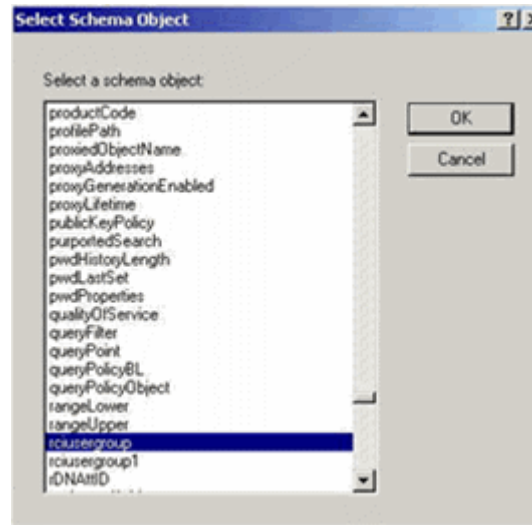 Select Schema Object
Select a schema object:
productCode
profilePath
proxiedObjectName
proxyAddresses
proxyGenerationEnabled
proxyLifetime
publicKeyPolicy
purportedSearch
pwdHistoryLength
pwdLastSet
pwdProperties
qualityOfService
queryFilter
queryPoint
queryPolicyBL
queryPolicyObject
rangeLower
rangeUpper
rciusergroup
rciusergroup1
rDNAttID
OK
Cancel